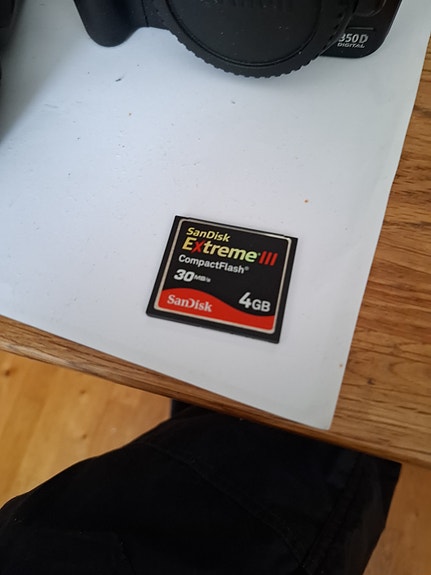 350D
DIGITAL
SanDisk
Extreme III
CompactFlash®
30MB/s
SanDisk
4GB